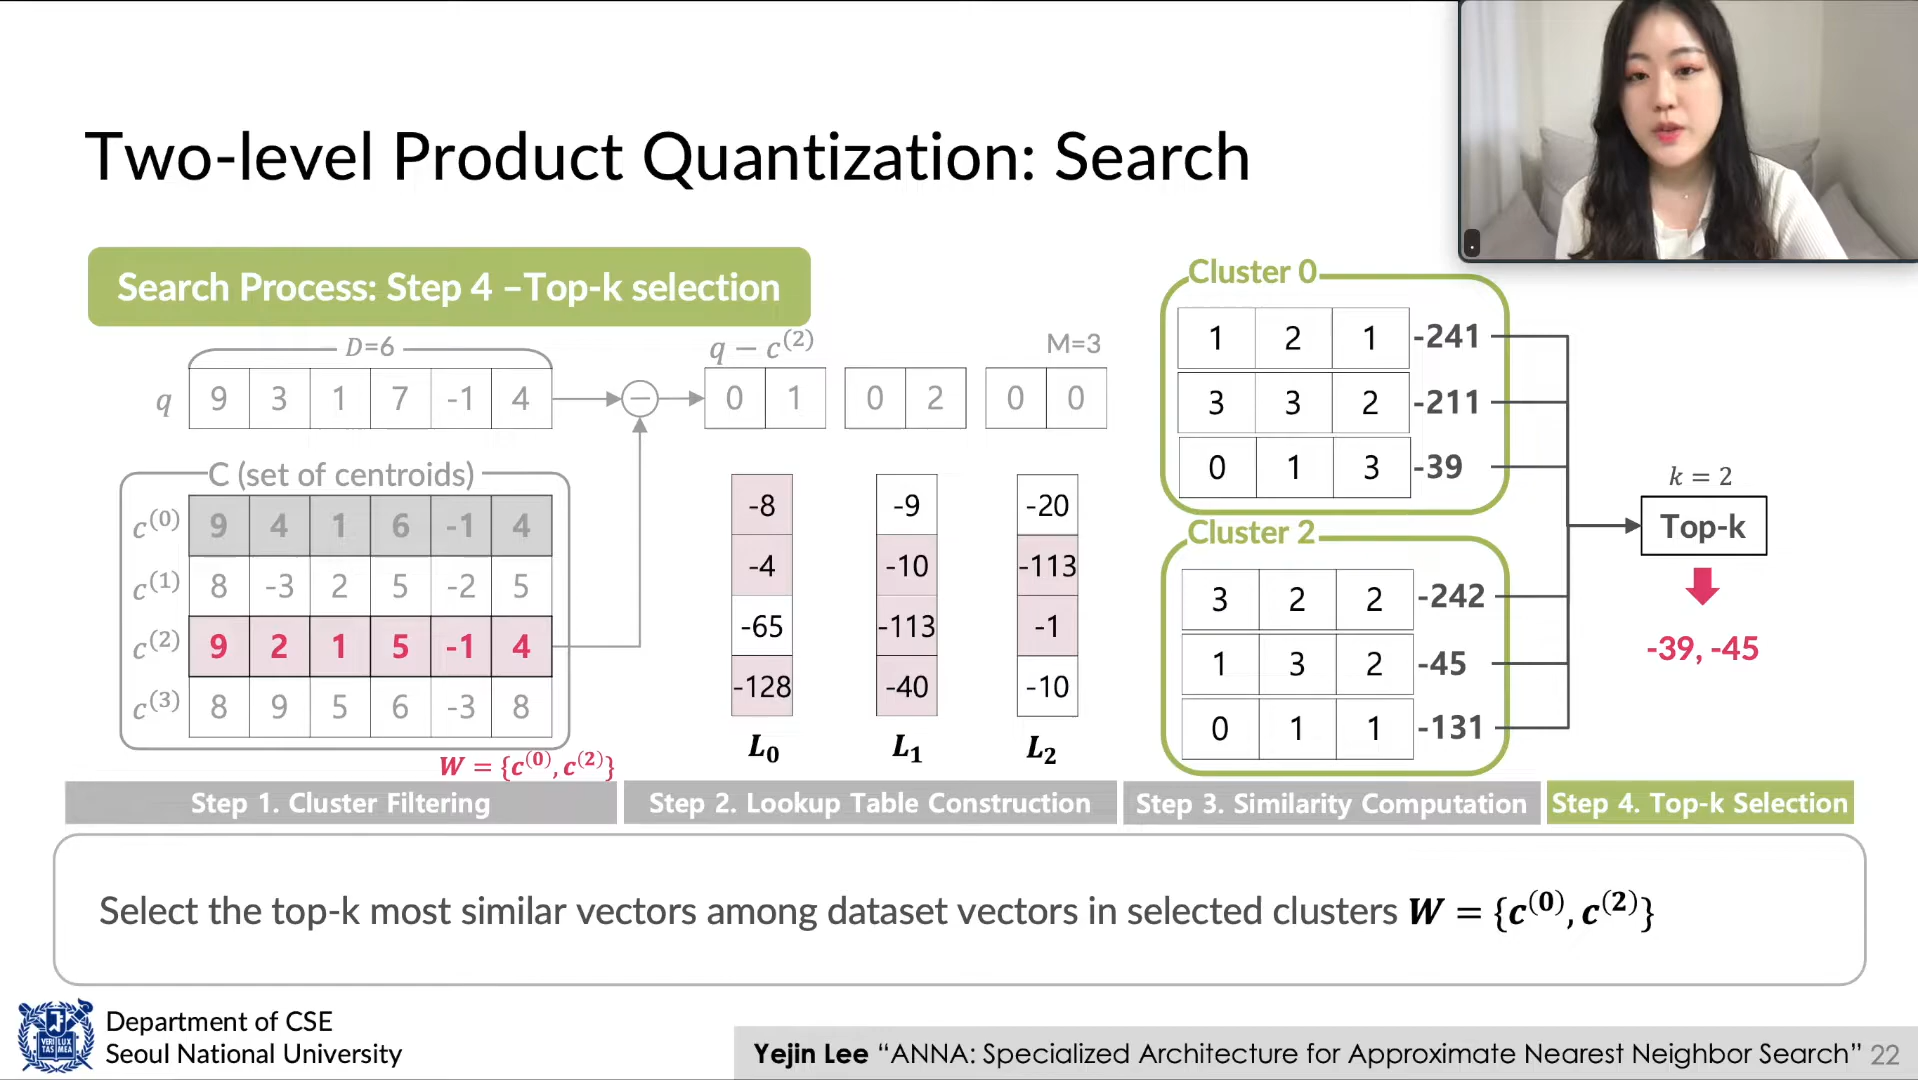 Two-level Product Quantization: Search
Search Process: Step 4 –Top-k selection
D=6
q 9 3 1 7 -1 4
−
q − c⁽²⁾
M=3
0 1 0 2 0 0
C (set of centroids)
c⁽⁰⁾ 9 4 1 6 -1 4
c⁽¹⁾ 8 -3 2 5 -2 5
c⁽²⁾ 9 2 1 5 -1 4
c⁽³⁾ 8 9 5 6 -3 8
W = {c⁽⁰⁾, c⁽²⁾}
-8 -9 -20
-4 -10 -113
-65 -113 -1
-128 -40 -10
L₀ L₁ L₂
Cluster 0
1 2 1 -241
3 3 2 -211
0 1 3 -39
Cluster 2
3 2 2 -242
1 3 2 -45
0 1 1 -131
k = 2
Top-k
-39, -45
Step 1. Cluster Filtering
Step 2. Lookup Table Construction
Step 3. Similarity Computation
Step 4. Top-k Selection
Select the top-k most similar vectors among dataset vectors in selected clusters W = {c⁽⁰⁾, c⁽²⁾}
VERI LUX
TAS MEA
Department of CSE
Seoul National University
Yejin Lee “ANNA: Specialized Architecture for Approximate Nearest Neighbor Search” 22